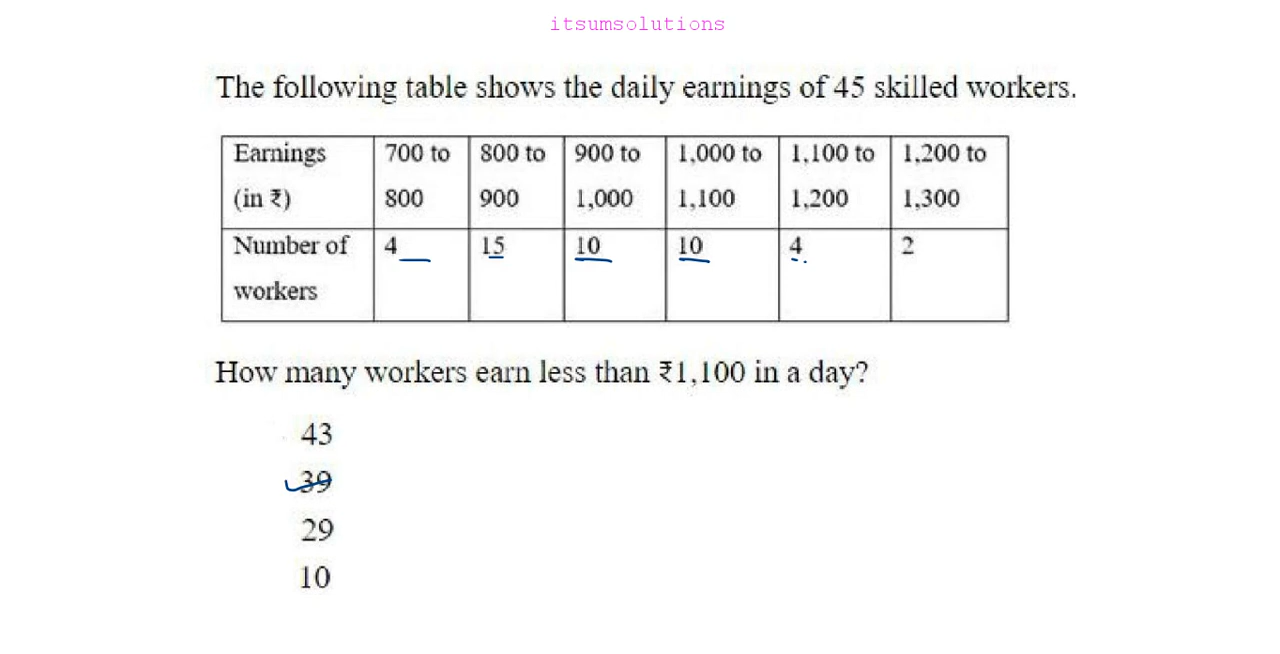 itsumsolutions
The following table shows the daily earnings of 45 skilled workers.
Earnings (in ₹) 700 to 800 800 to 900 900 to 1,000 1,000 to 1,100 1,100 to 1,200 1,200 to 1,300
Number of workers 4 15 10 10 4 2
How many workers earn less than ₹1,100 in a day?
43
39
29
10